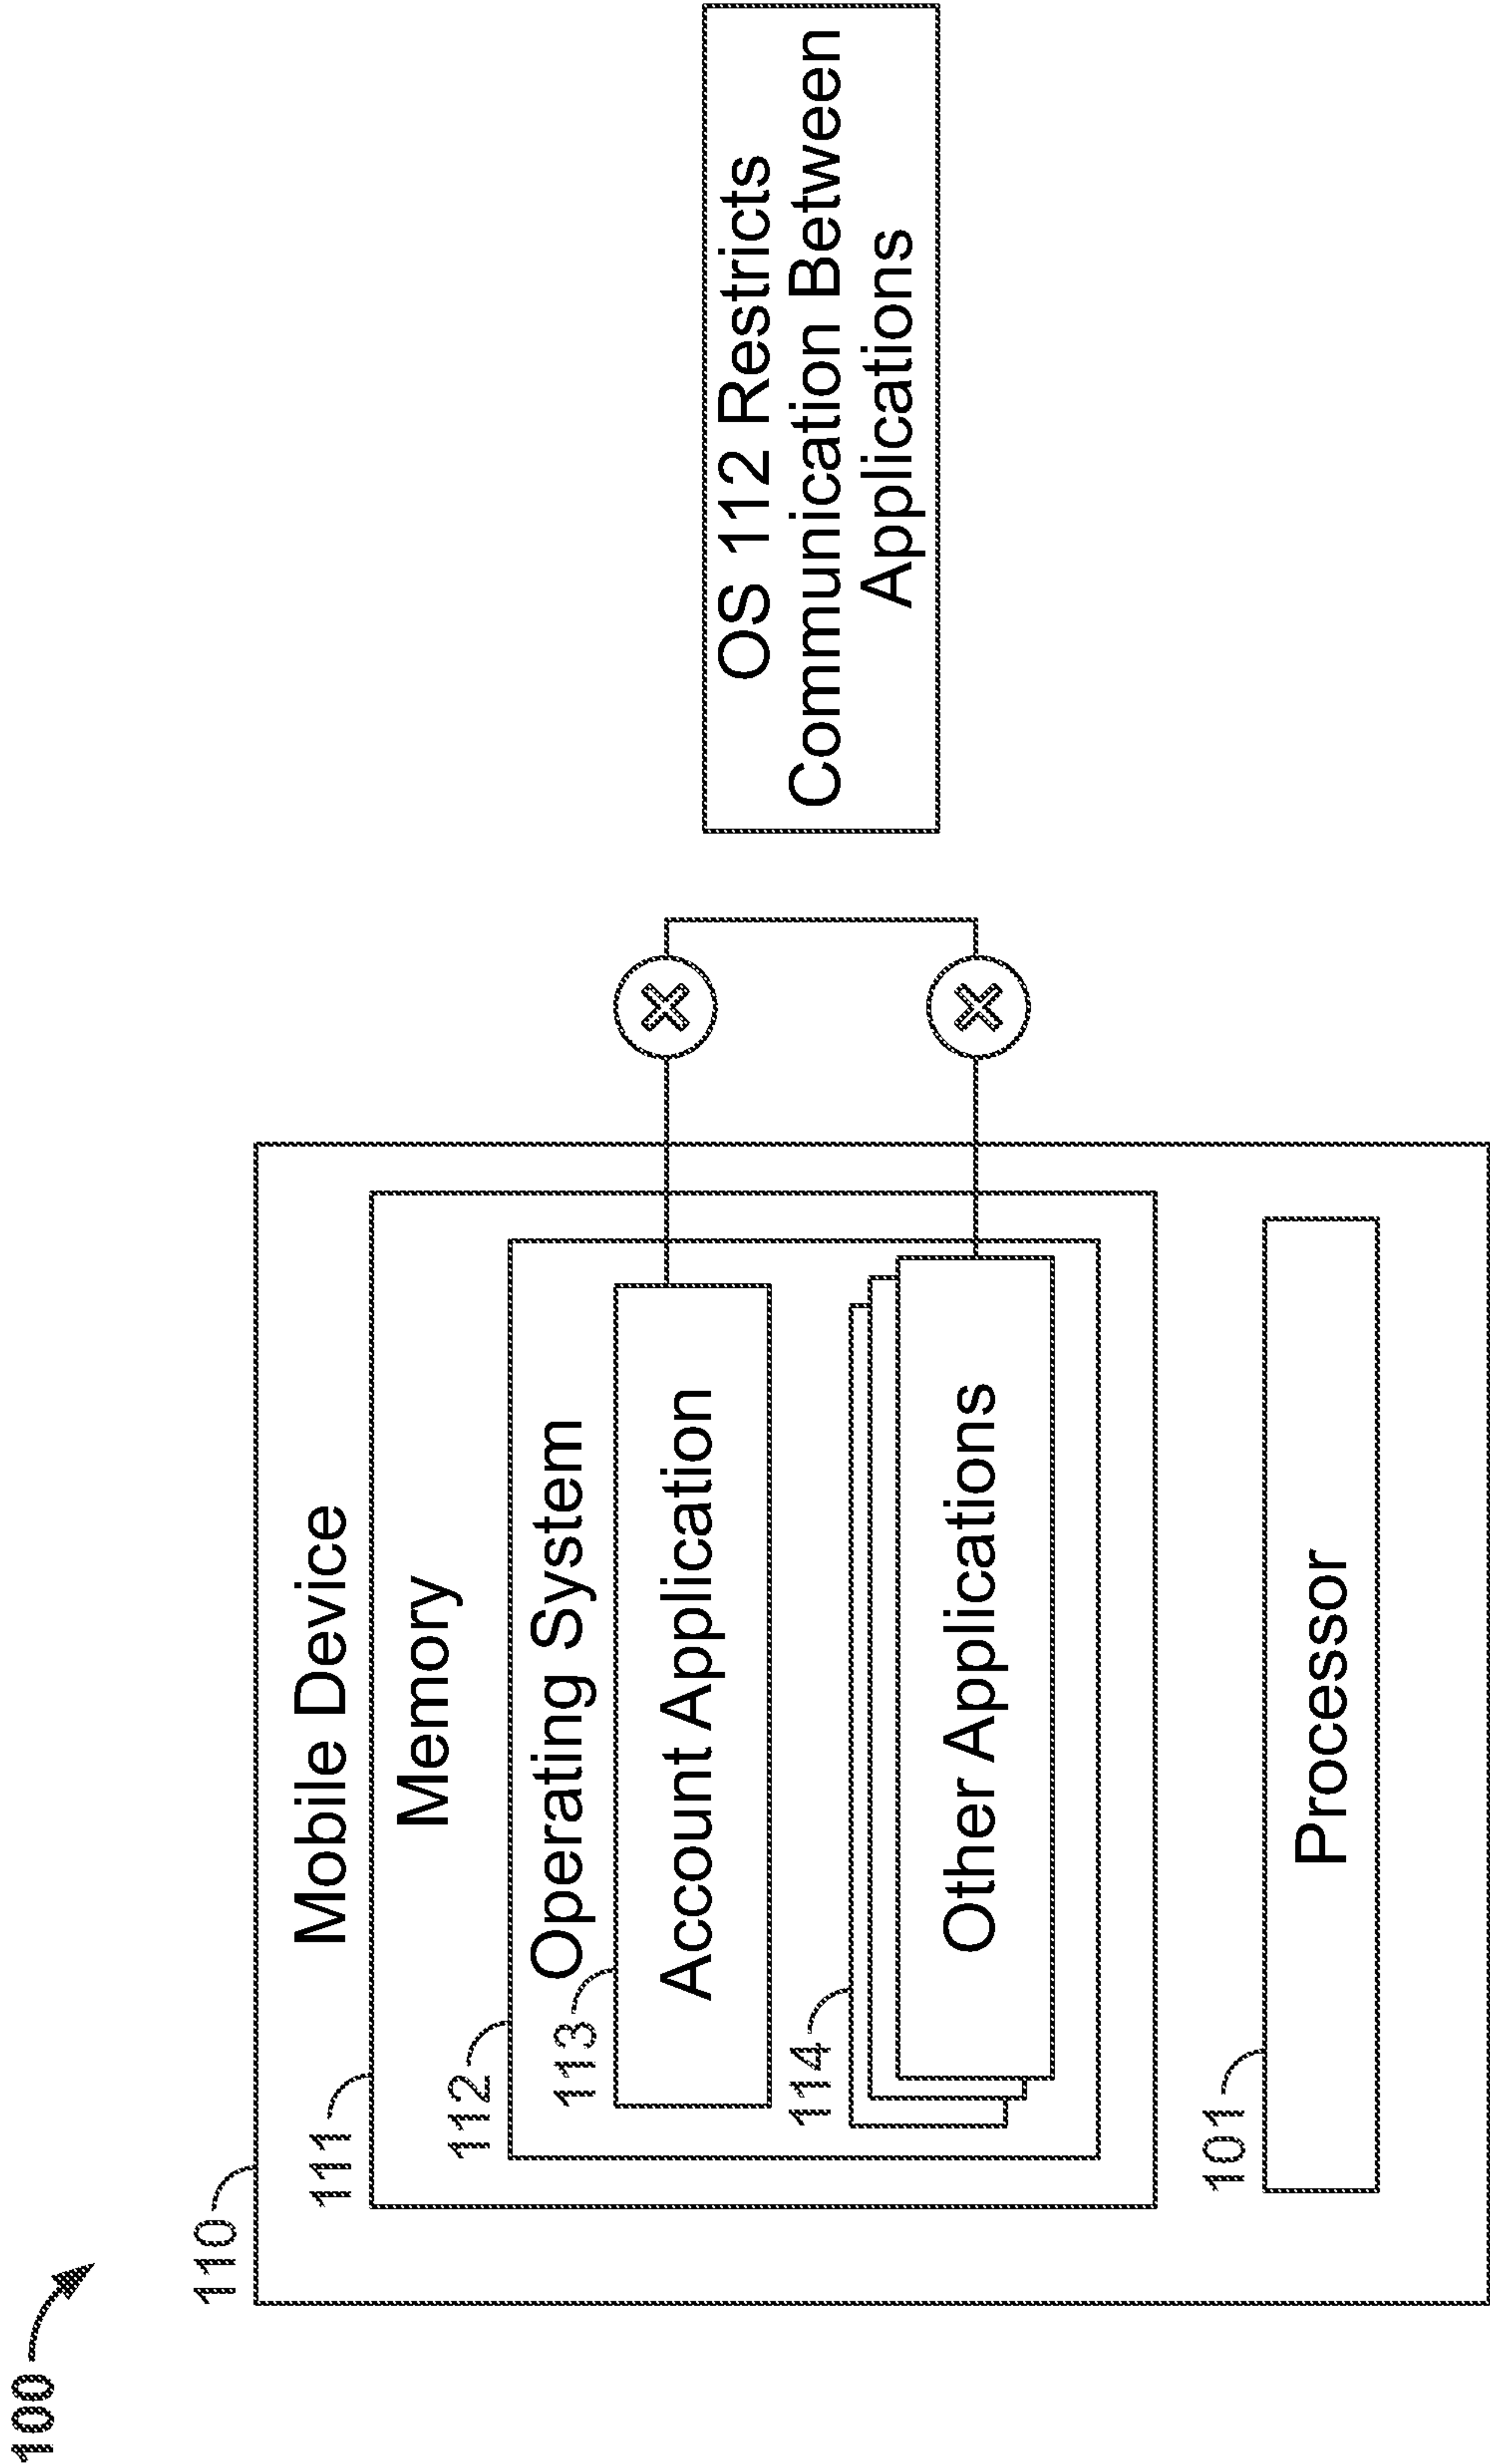 100
110
Mobile Device
111
Memory
112
Operating System
113
Account Application
114
Other Applications
101
Processor
OS 112 Restricts
Communication Between
Applications